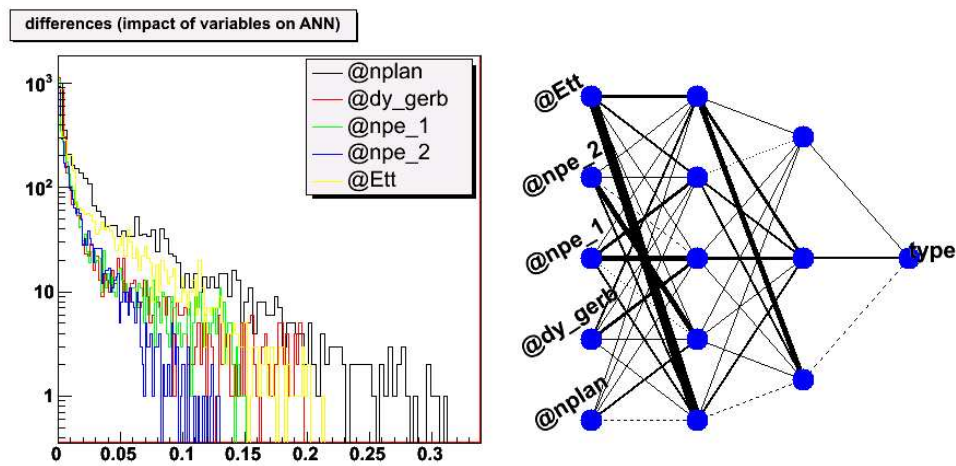 differences (impact of variables on ANN)
@nplan
@dy_gerb
@npe_1
@npe_2
@Ett
10³
10²
10
1
0 0.05 0.1 0.15 0.2 0.25 0.3
@Ett
@npe_2
@npe_1
@dy_gerb
@nplan
type